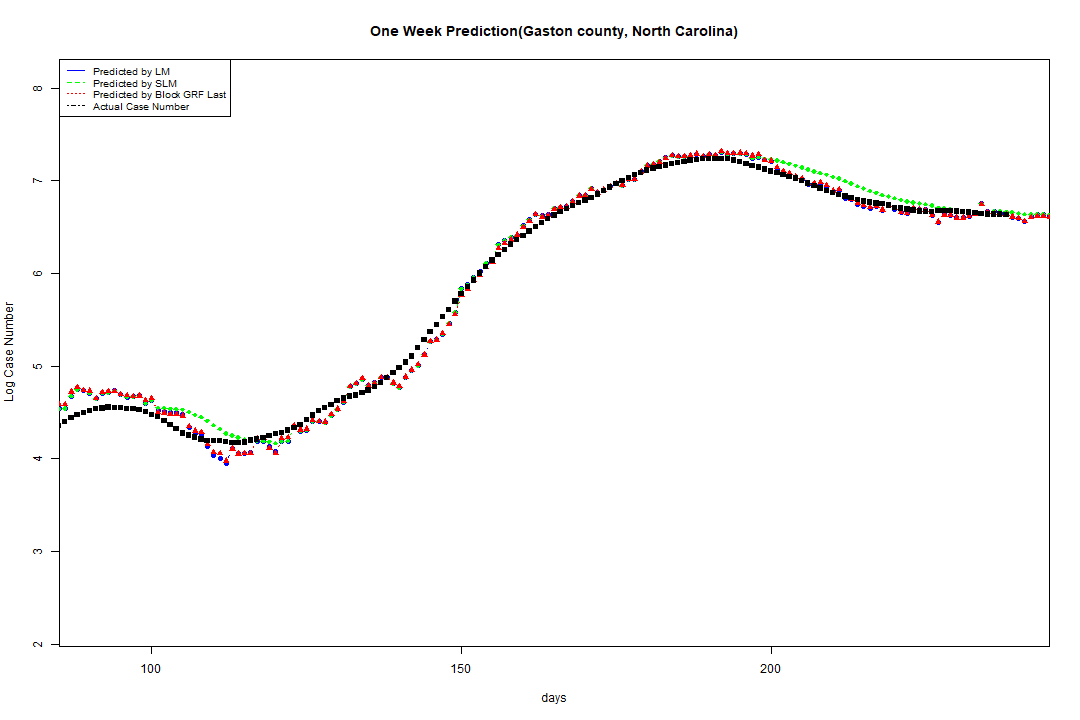 One Week Prediction(Gaston county, North Carolina)
Predicted by LM
Predicted by SLM
Predicted by Block GRF Last
Actual Case Number
8
7
6
5
4
3
2
Log Case Number
100 150 200
days